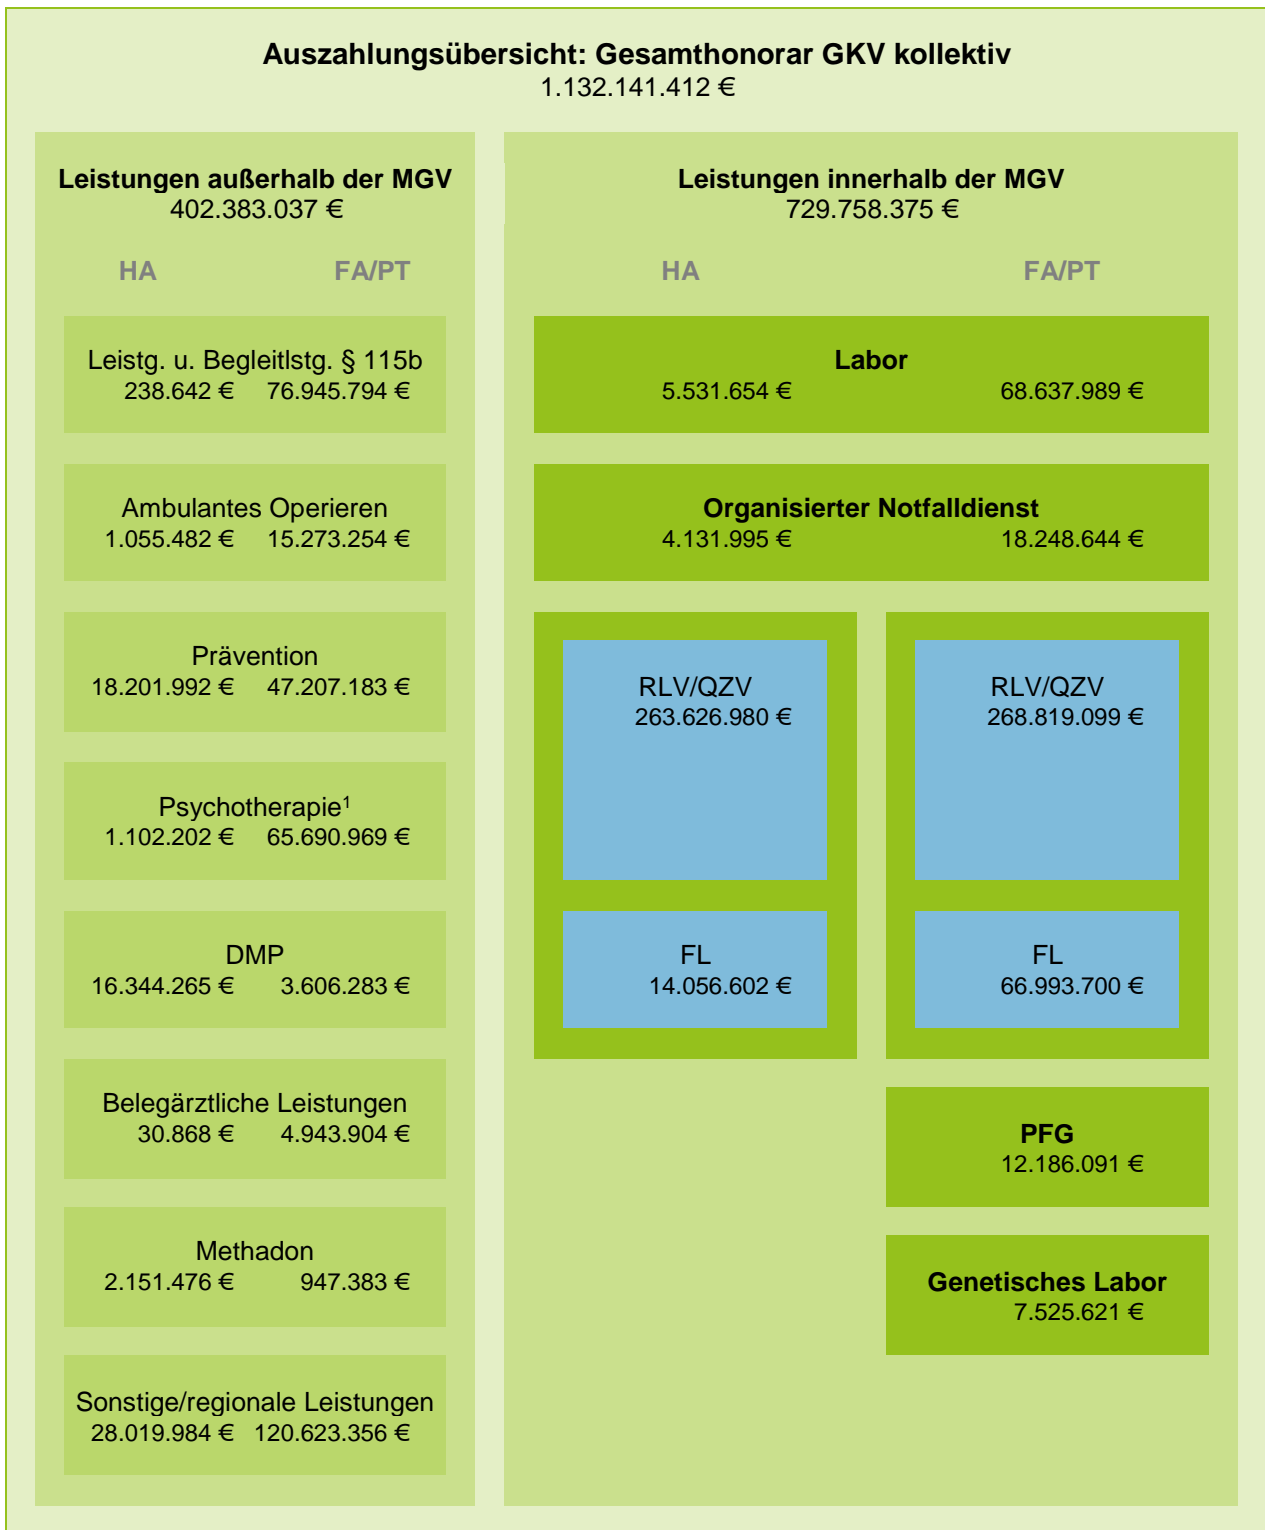 Auszahlungsübersicht: Gesamthonorar GKV kollektiv
1.132.141.412 €
Leistungen außerhalb der MGV
402.383.037 €
HA FA/PT
Leistg. u. Begleitlstg. § 115b
238.642 € 76.945.794 €
Ambulantes Operieren
1.055.482 € 15.273.254 €
Prävention
18.201.992 € 47.207.183 €
Psychotherapie¹
1.102.202 € 65.690.969 €
DMP
16.344.265 € 3.606.283 €
Belegärztliche Leistungen
30.868 € 4.943.904 €
Methadon
2.151.476 € 947.383 €
Sonstige/regionale Leistungen
28.019.984 € 120.623.356 €
Leistungen innerhalb der MGV
729.758.375 €
HA FA/PT
Labor
5.531.654 € 68.637.989 €
Organisierter Notfalldienst
4.131.995 € 18.248.644 €
RLV/QZV
263.626.980 €
FL
14.056.602 €
RLV/QZV
268.819.099 €
FL
66.993.700 €
PFG
12.186.091 €
Genetisches Labor
7.525.621 €